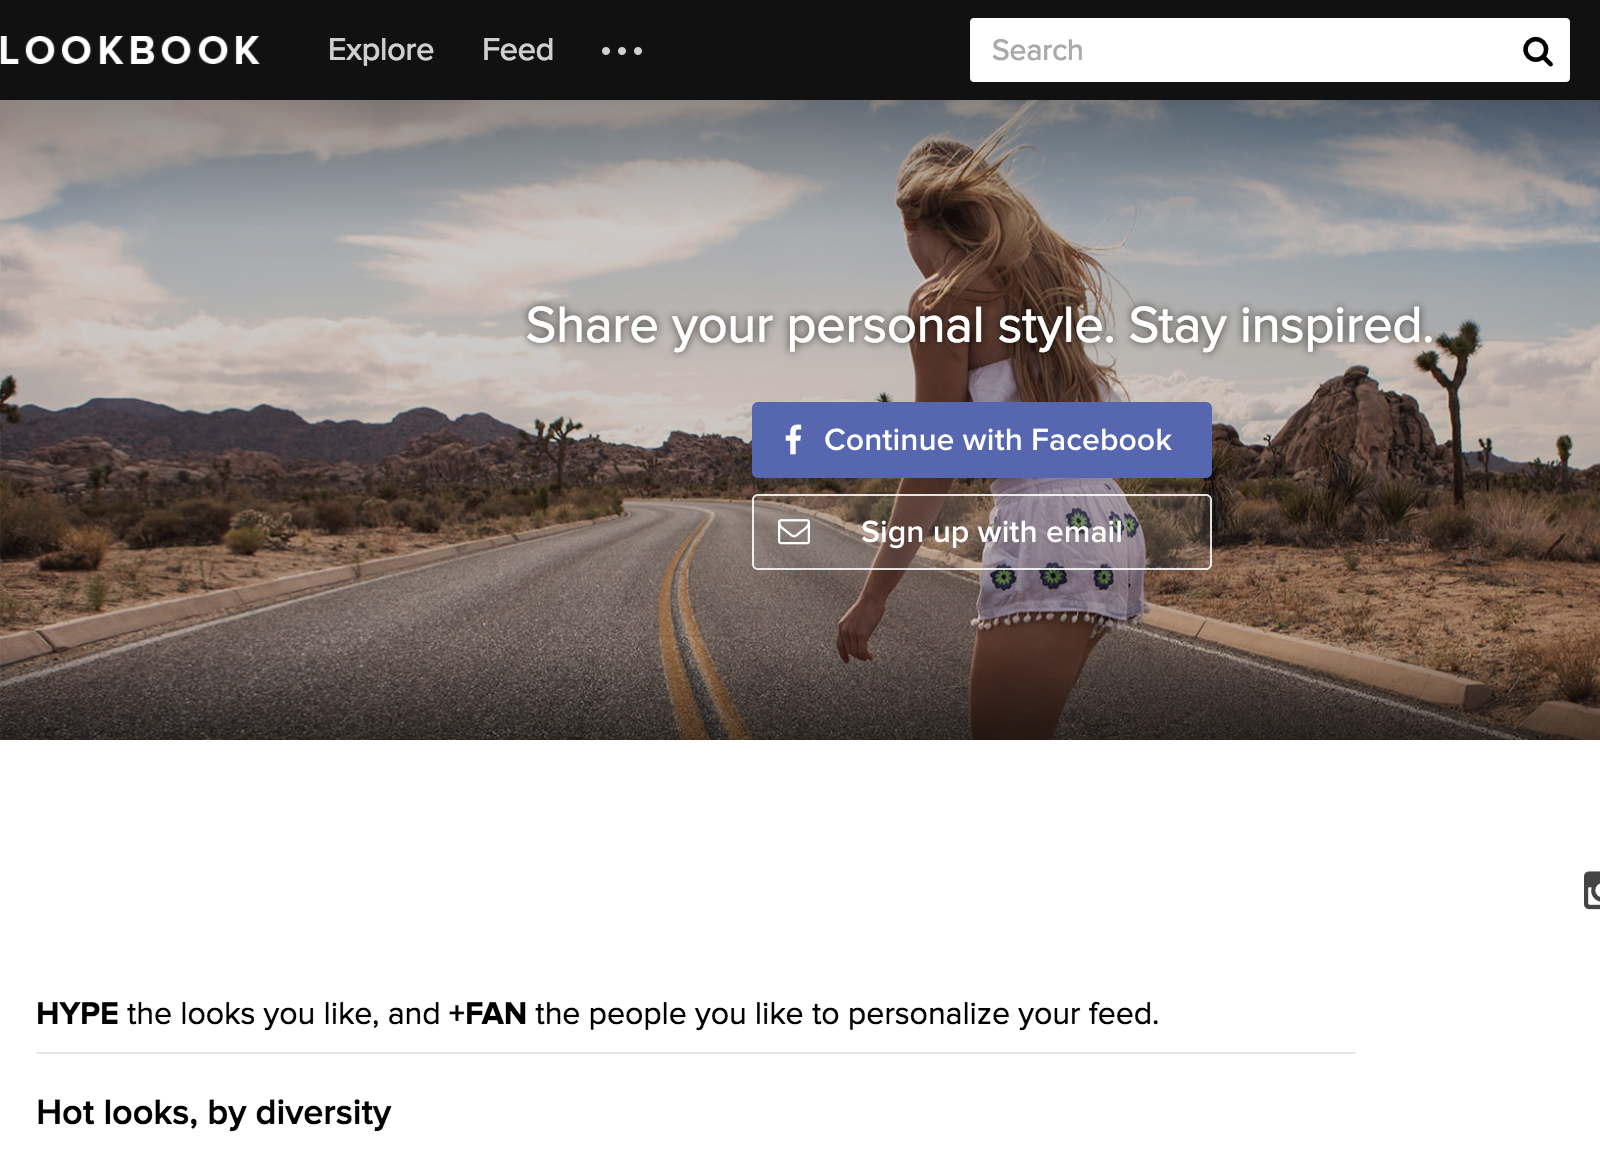 LOOKBOOK
Explore
Feed
Search
Share your personal style. Stay inspired.
Continue with Facebook
Sign up with email
HYPE the looks you like, and +FAN the people you like to personalize your feed.
Hot looks, by diversity